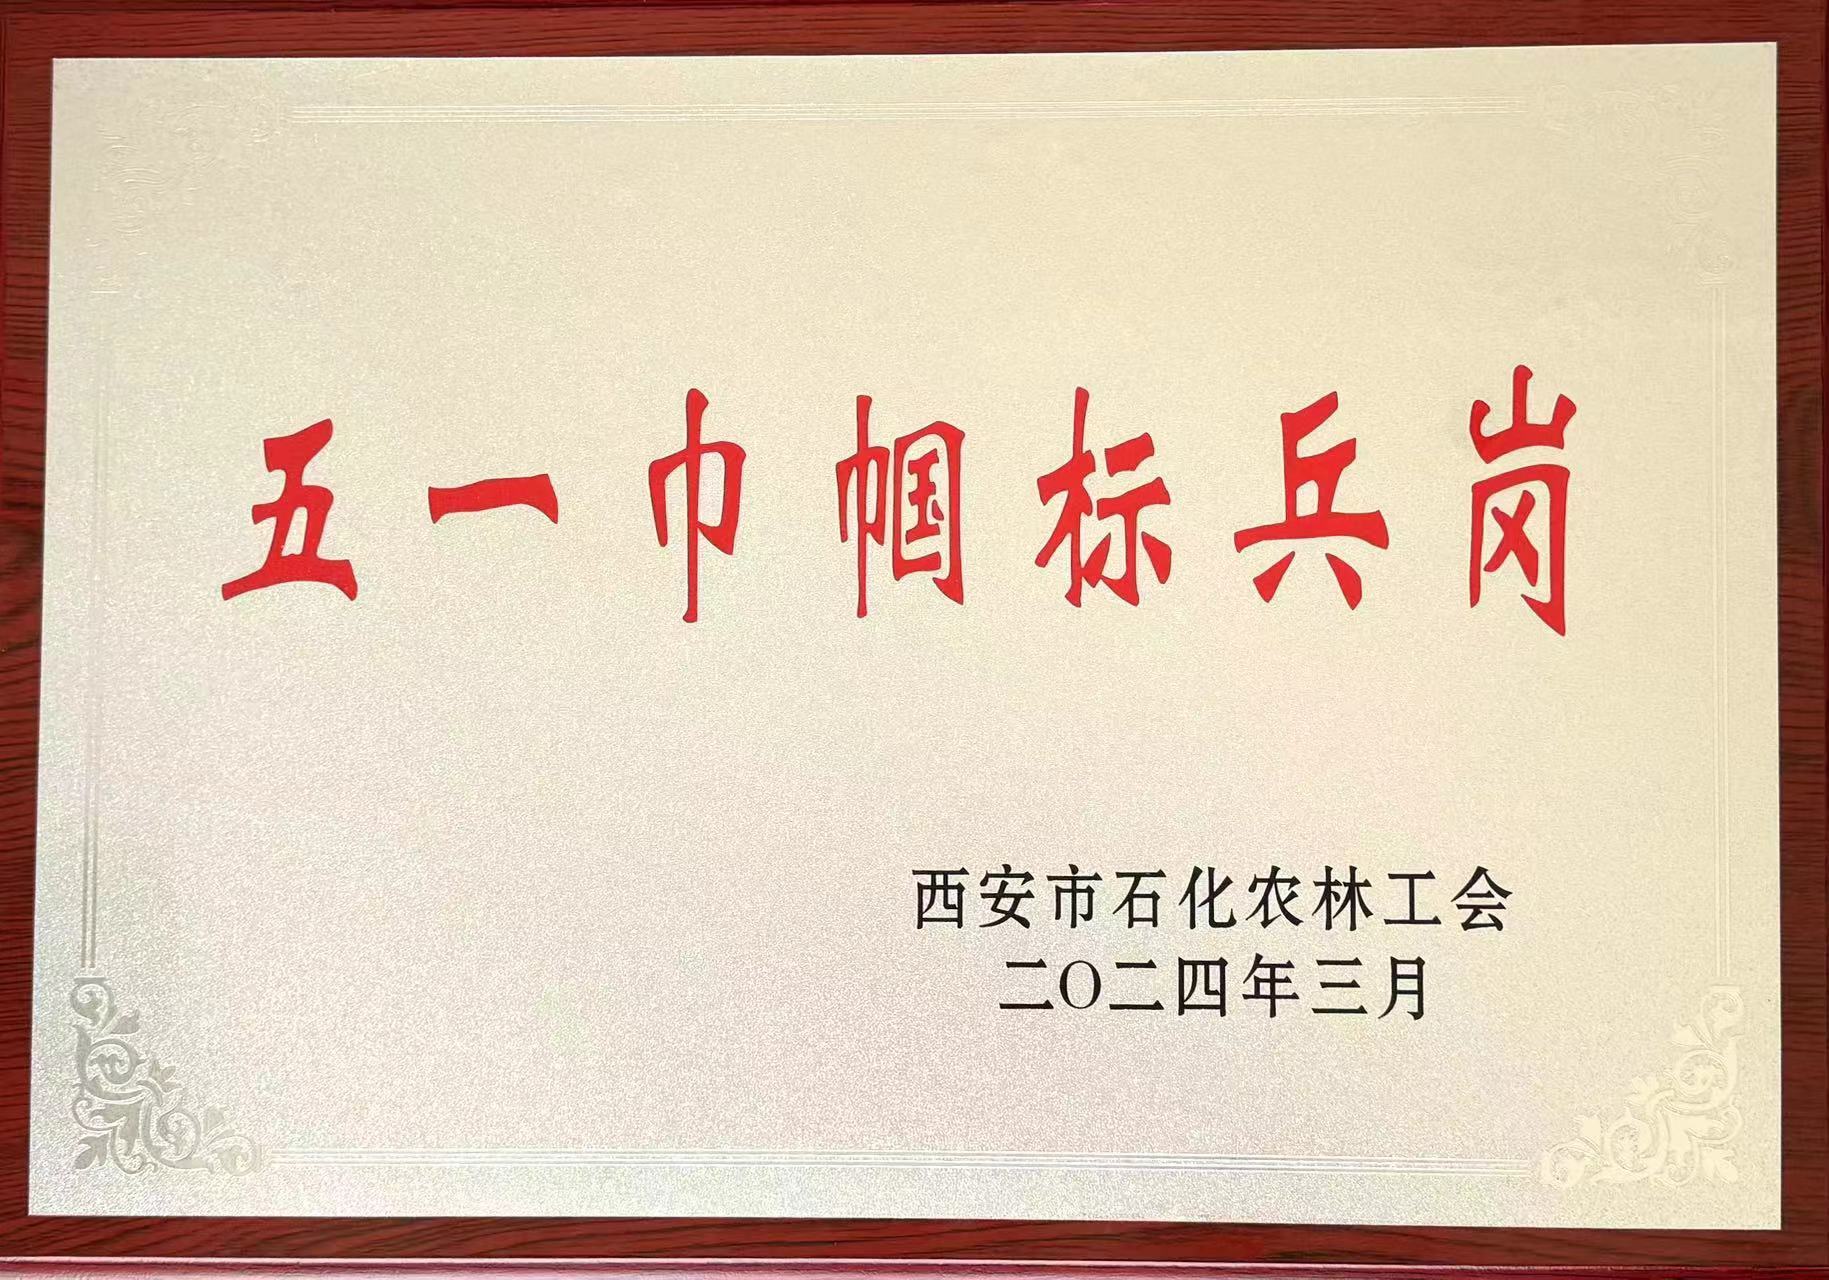 五一巾帼标兵岗
西安市石化农林工会
二〇二四年三月